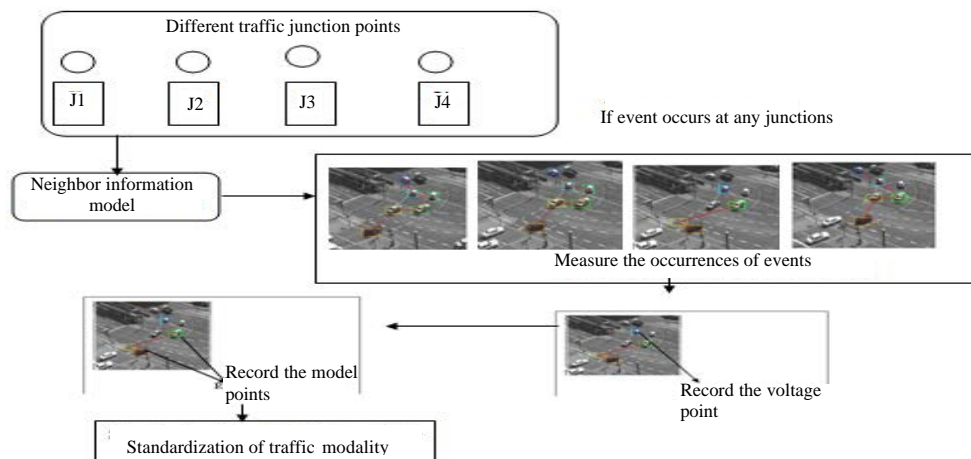 Different traffic junction points
J1
J2
J3
J4
If event occurs at any junctions
Neighbor information
model
Measure the occurrences of events
Record the model
points
Record the voltage
point
Standardization of traffic modality